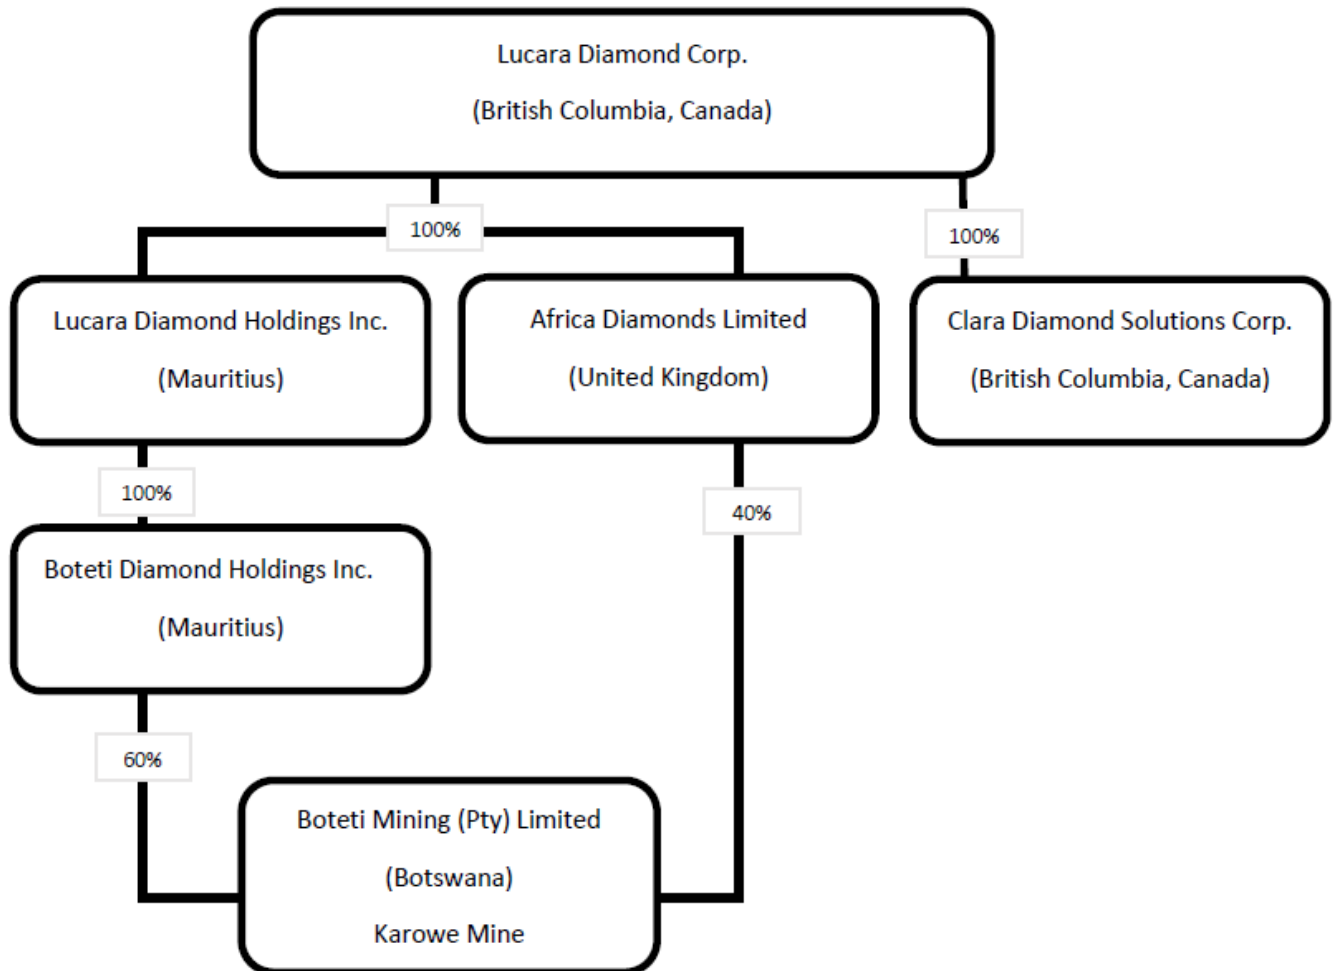 Lucara Diamond Corp.
(British Columbia, Canada)
100%
100%
Lucara Diamond Holdings Inc.
(Mauritius)
Africa Diamonds Limited
(United Kingdom)
Clara Diamond Solutions Corp.
(British Columbia, Canada)
100%
40%
Boteti Diamond Holdings Inc.
(Mauritius)
60%
Boteti Mining (Pty) Limited
(Botswana)
Karowe Mine